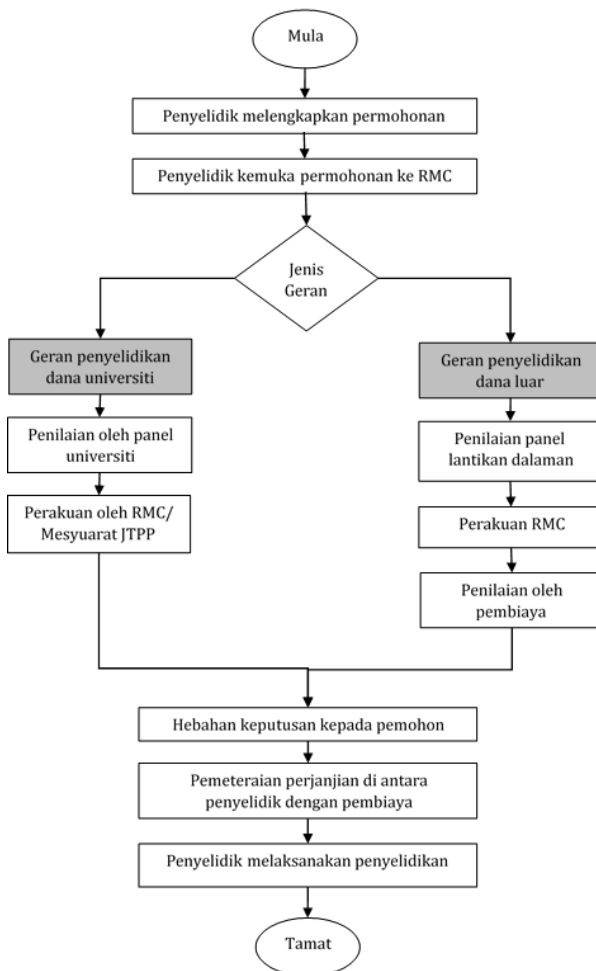 Mula
Penyelidik melengkapkan permohonan
Penyelidik kemuka permohonan ke RMC
Jenis
Geran
Geran penyelidikan
dana universiti
Penilaian oleh panel
universiti
Perakuan oleh RMC/
Mesyuarat JTPP
Geran penyelidikan
dana luar
Penilaian panel
lantikan dalaman
Perakuan RMC
Penilaian oleh
pembiaya
Hebahan keputusan kepada pemohon
Pemeteraian perjanjian di antara
penyelidik dengan pembiaya
Penyelidik melaksanakan penyelidikan
Tamat